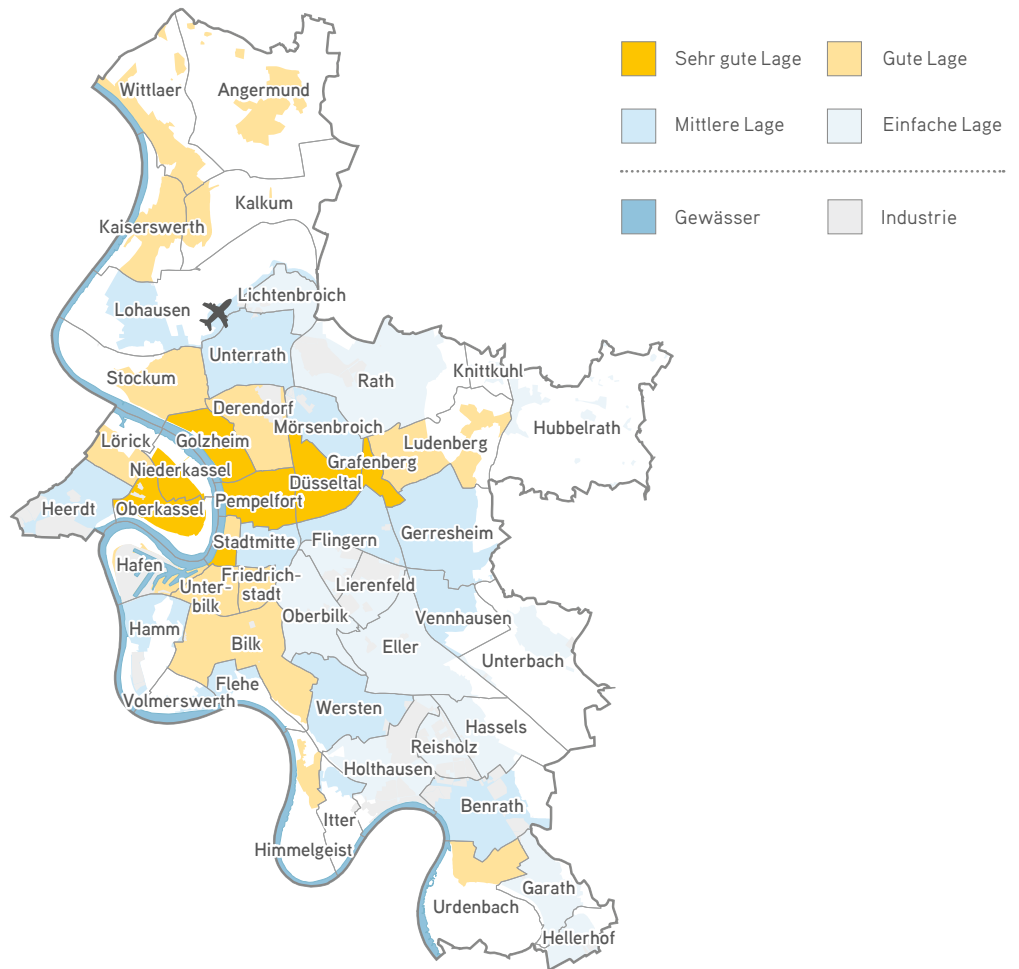 Sehr gute Lage
Gute Lage
Mittlere Lage
Einfache Lage
Gewässer
Industrie
Wittlaer
Angermund
Kalkum
Kaiserswerth
Lichtenbroich
Lohausen
Unterrath
Stockum
Rath
Knittkuhl
Hubbelrath
Derendorf
Mörsenbroich
Lörick
Golzheim
Ludenberg
Grafenberg
Niederkassel
Düsseltal
Heerdt
Oberkassel
Pempelfort
Stadtmitte
Flingern
Gerresheim
Hafen
Unter-
bilk
Friedrich-
stadt
Lierenfeld
Oberbilk
Vennhausen
Hamm
Bilk
Eller
Unterbach
Flehe
Volmerswerth
Wersten
Hassels
Reisholz
Holthausen
Benrath
Itter
Himmelgeist
Garath
Urdenbach
Hellerhof